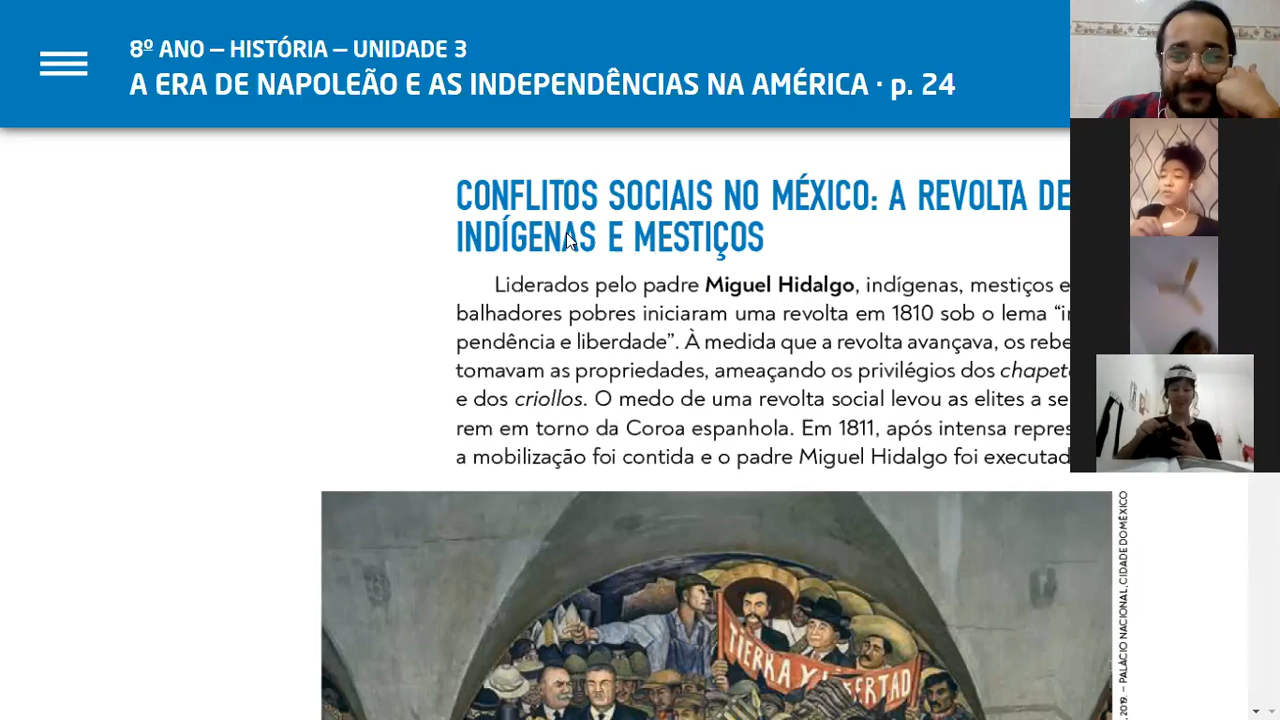 8º ANO – HISTÓRIA – UNIDADE 3
A ERA DE NAPOLEÃO E AS INDEPENDÊNCIAS NA AMÉRICA · p. 24
CONFLITOS SOCIAIS NO MÉXICO: A REVOLTA DE
INDÍGENAS E MESTIÇOS
Liderados pelo padre Miguel Hidalgo, indígenas, mestiços e
balhadores pobres iniciaram uma revolta em 1810 sob o lema “i
pendência e liberdade”. À medida que a revolta avançava, os rebe
tomavam as propriedades, ameaçando os privilégios dos chapet
e dos criollos. O medo de uma revolta social levou as elites a se
rem em torno da Coroa espanhola. Em 1811, após intensa repres
a mobilização foi contida e o padre Miguel Hidalgo foi executad
TIERRA Y LIBERTAD
2019. – PALÁCIO NACIONAL, CIDADE DO MÉXICO